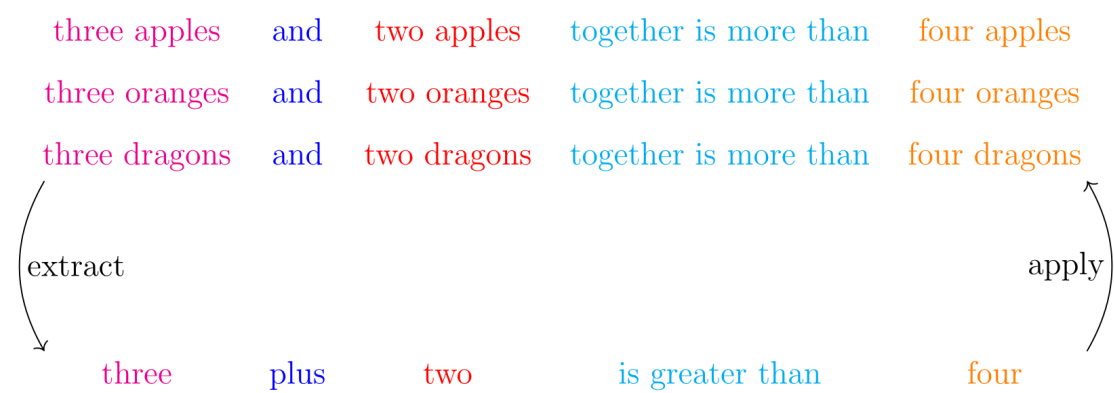 three apples and two apples together is more than four apples
three oranges and two oranges together is more than four oranges
three dragons and two dragons together is more than four dragons
extract apply
three plus two is greater than four